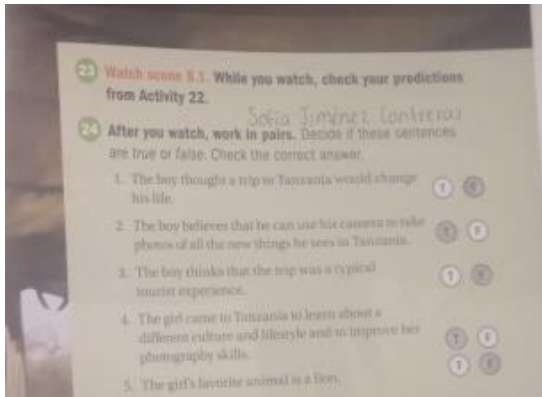 23 Watch scene 8.1. While you watch, check your predictions
from Activity 22.
Sofia Jiménez Contreras
24 After you watch, work in pairs. Decide if these sentences
are true or false. Check the correct answer.
1. The boy thought a trip to Tanzania would change T F
his life.
2. The boy believes that he can use his camera to take T F
photos of all the new things he sees in Tanzania.
3. The boy thinks that the trip was a typical T F
tourist experience.
4. The girl came to Tanzania to learn about a
different culture and lifestyle and to improve her T F
photography skills.
5. The girl's favorite animal is a lion. T F